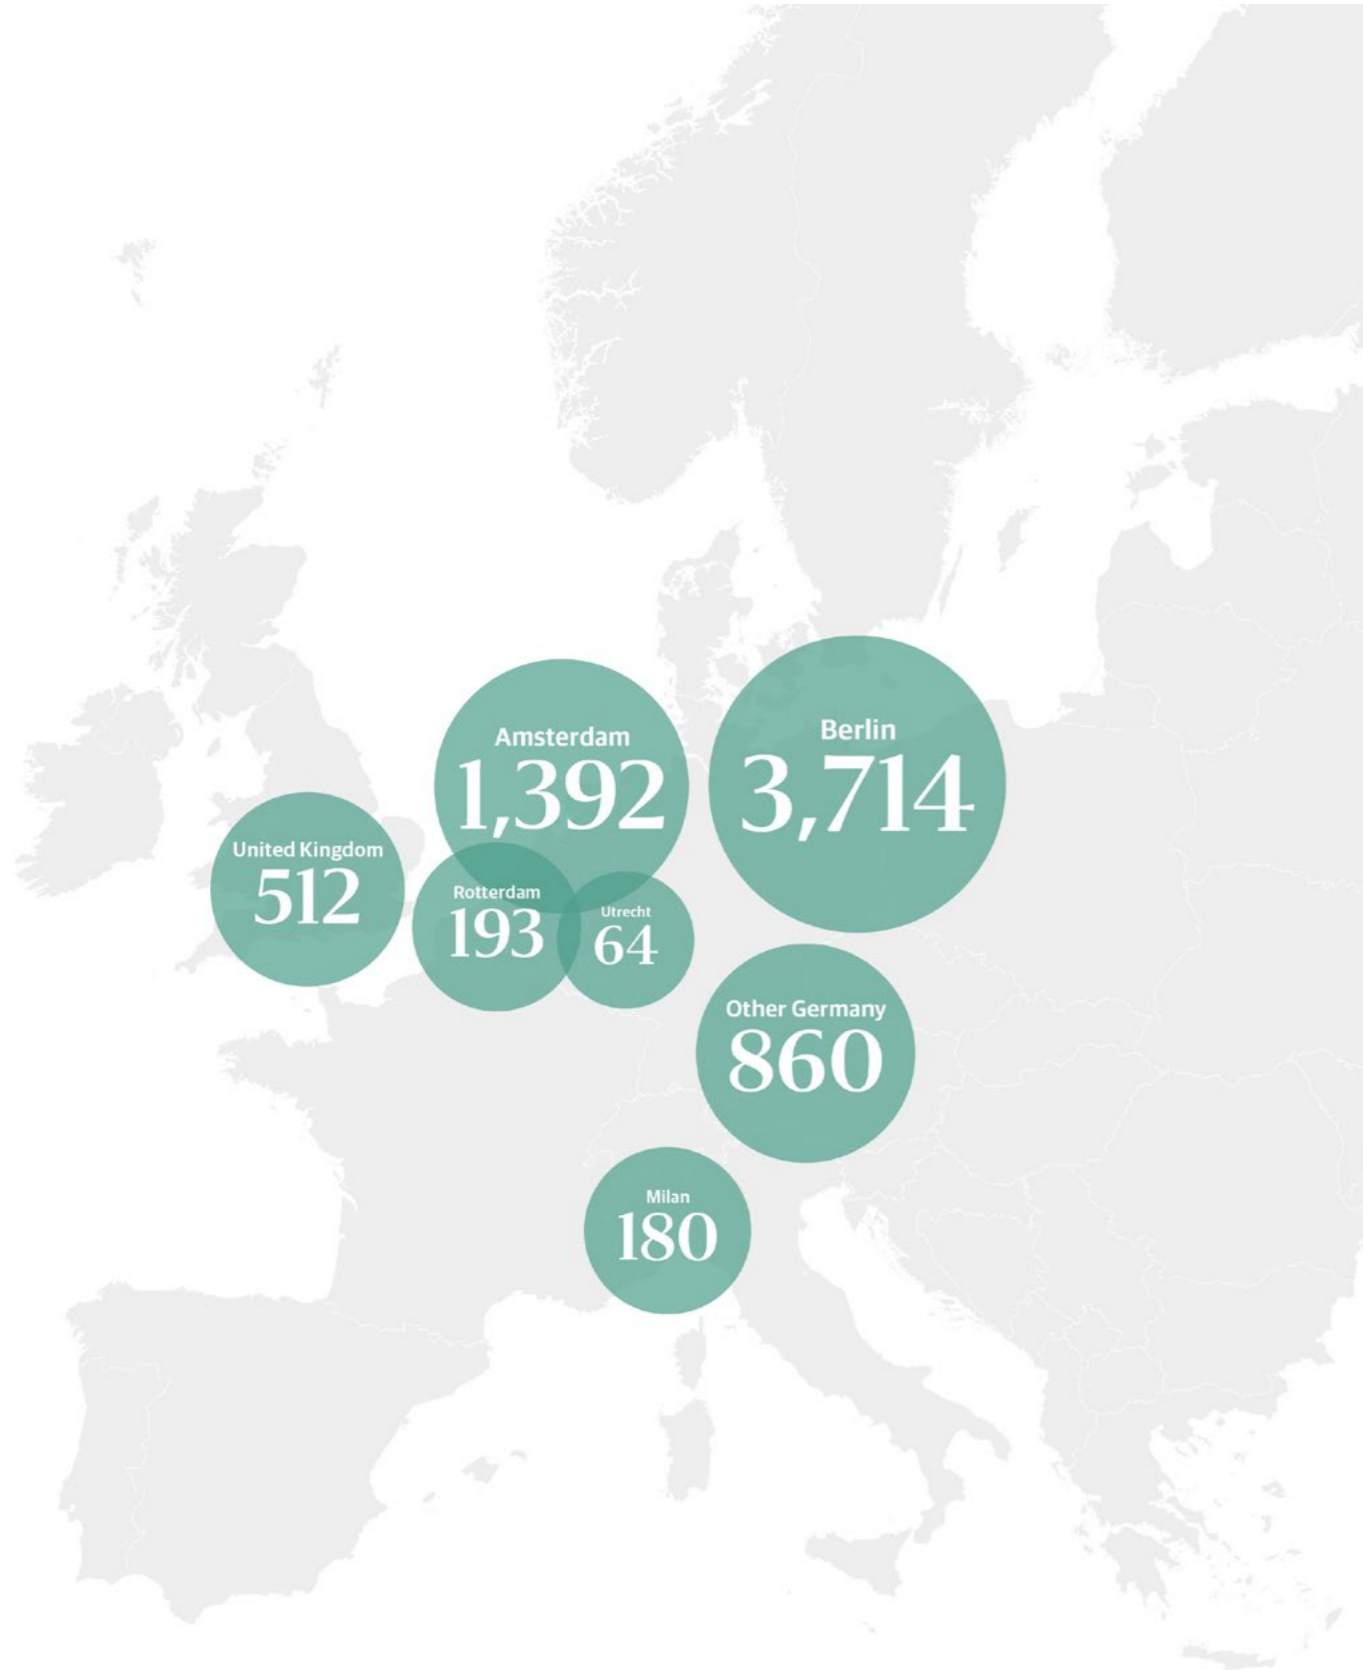 Amsterdam
1,392
Berlin
3,714
United Kingdom
512
Rotterdam
193
Utrecht
64
Other Germany
860
Milan
180